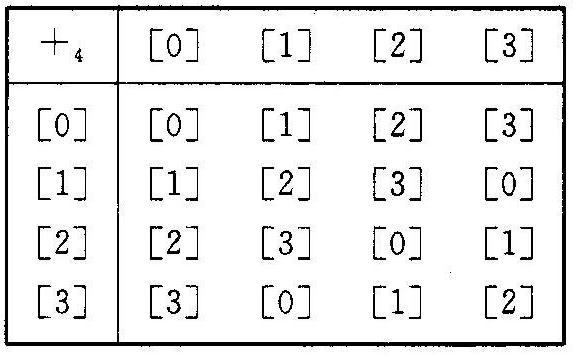 +₄ [0] [1] [2] [3]
[0] [0] [1] [2] [3]
[1] [1] [2] [3] [0]
[2] [2] [3] [0] [1]
[3] [3] [0] [1] [2]